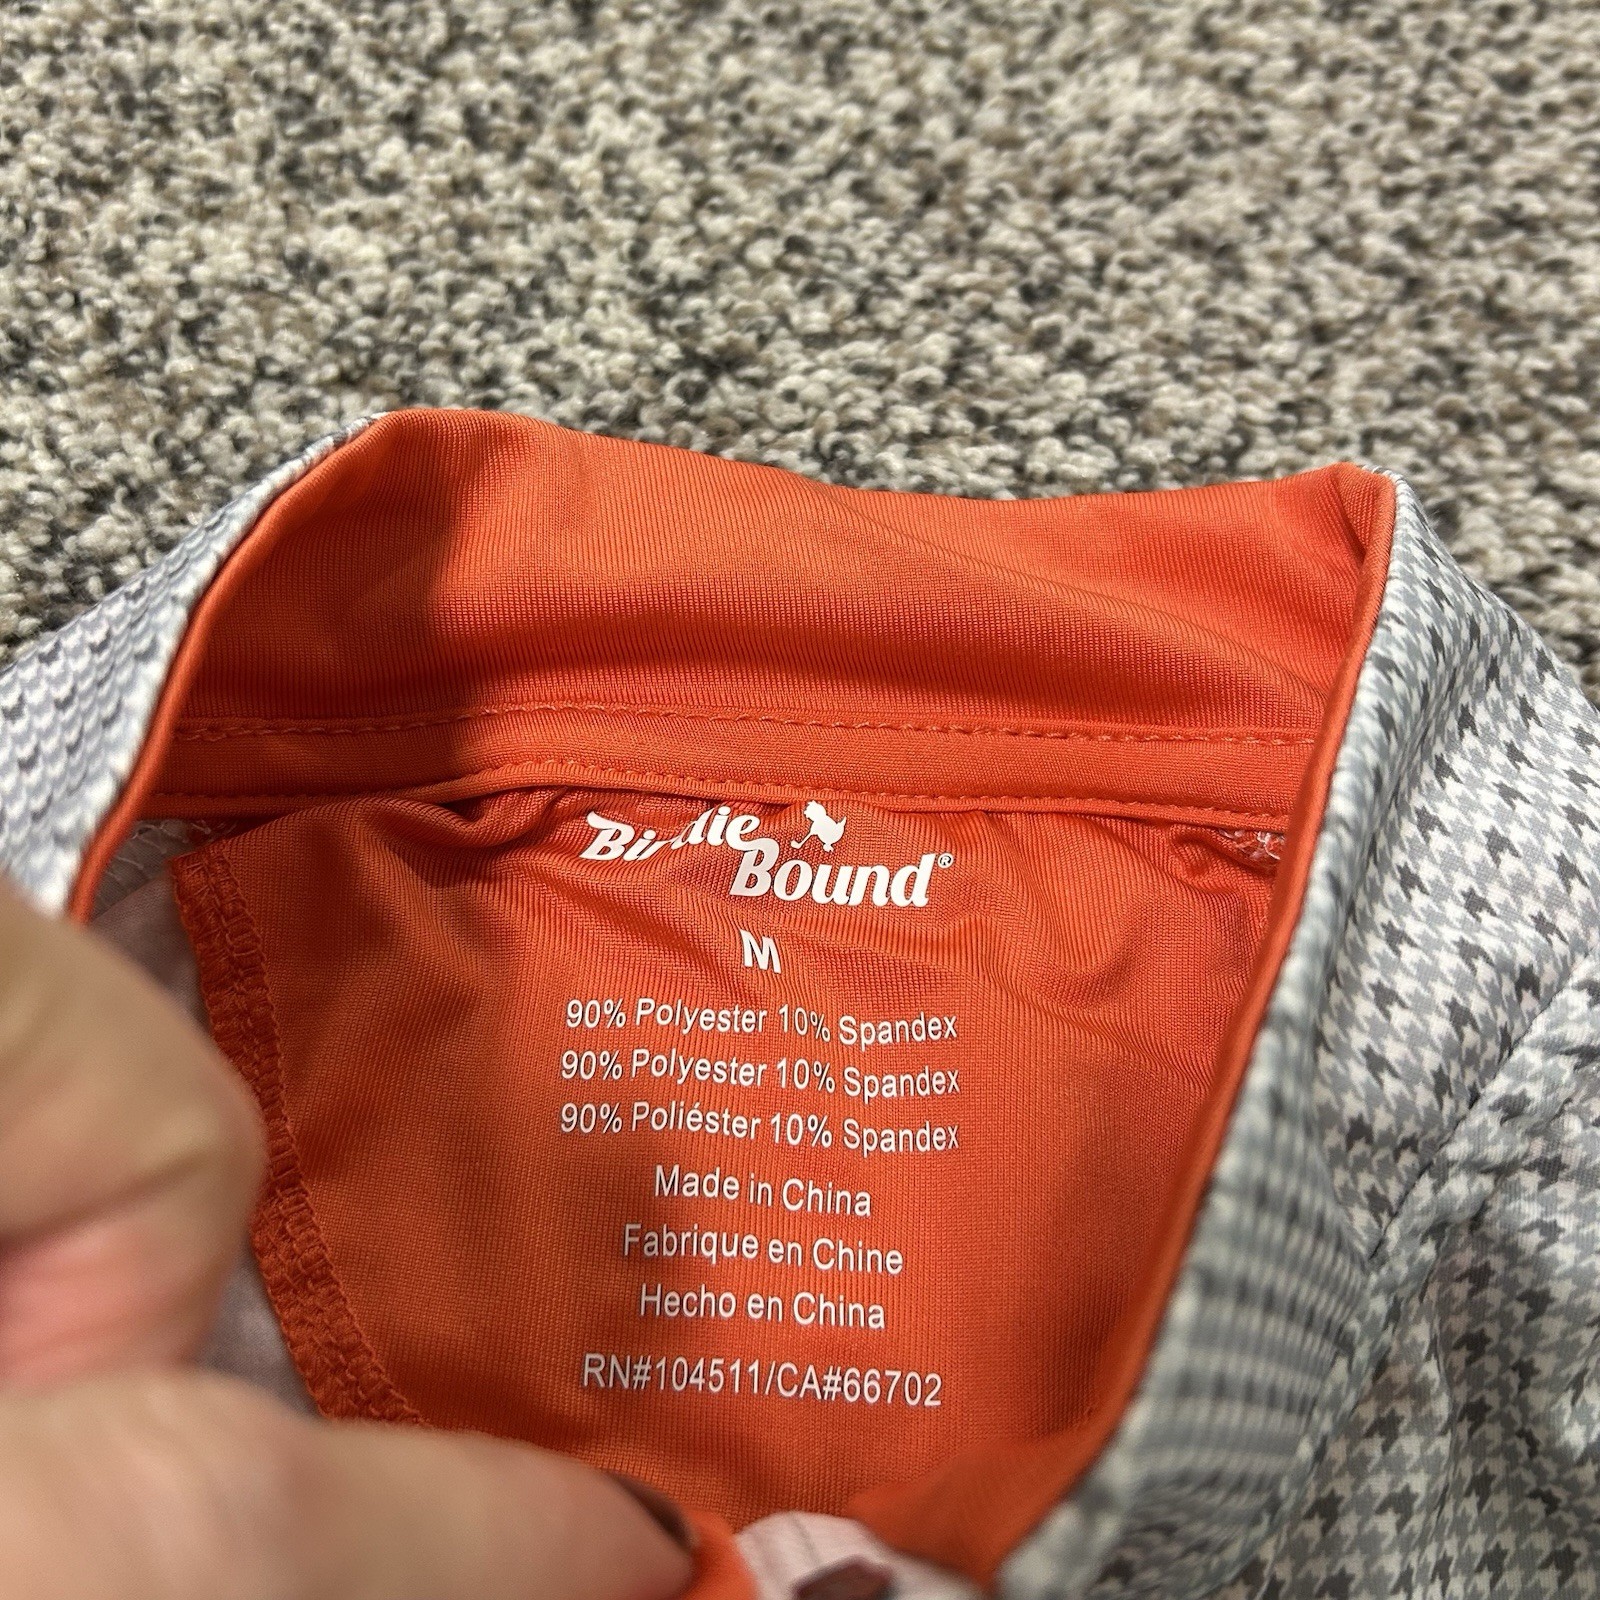 Birdie
Bound®
M
90% Polyester 10% Spandex
90% Polyester 10% Spandex
90% Poliéster 10% Spandex
Made in China
Fabrique en Chine
Hecho en China
RN#104511/CA#66702